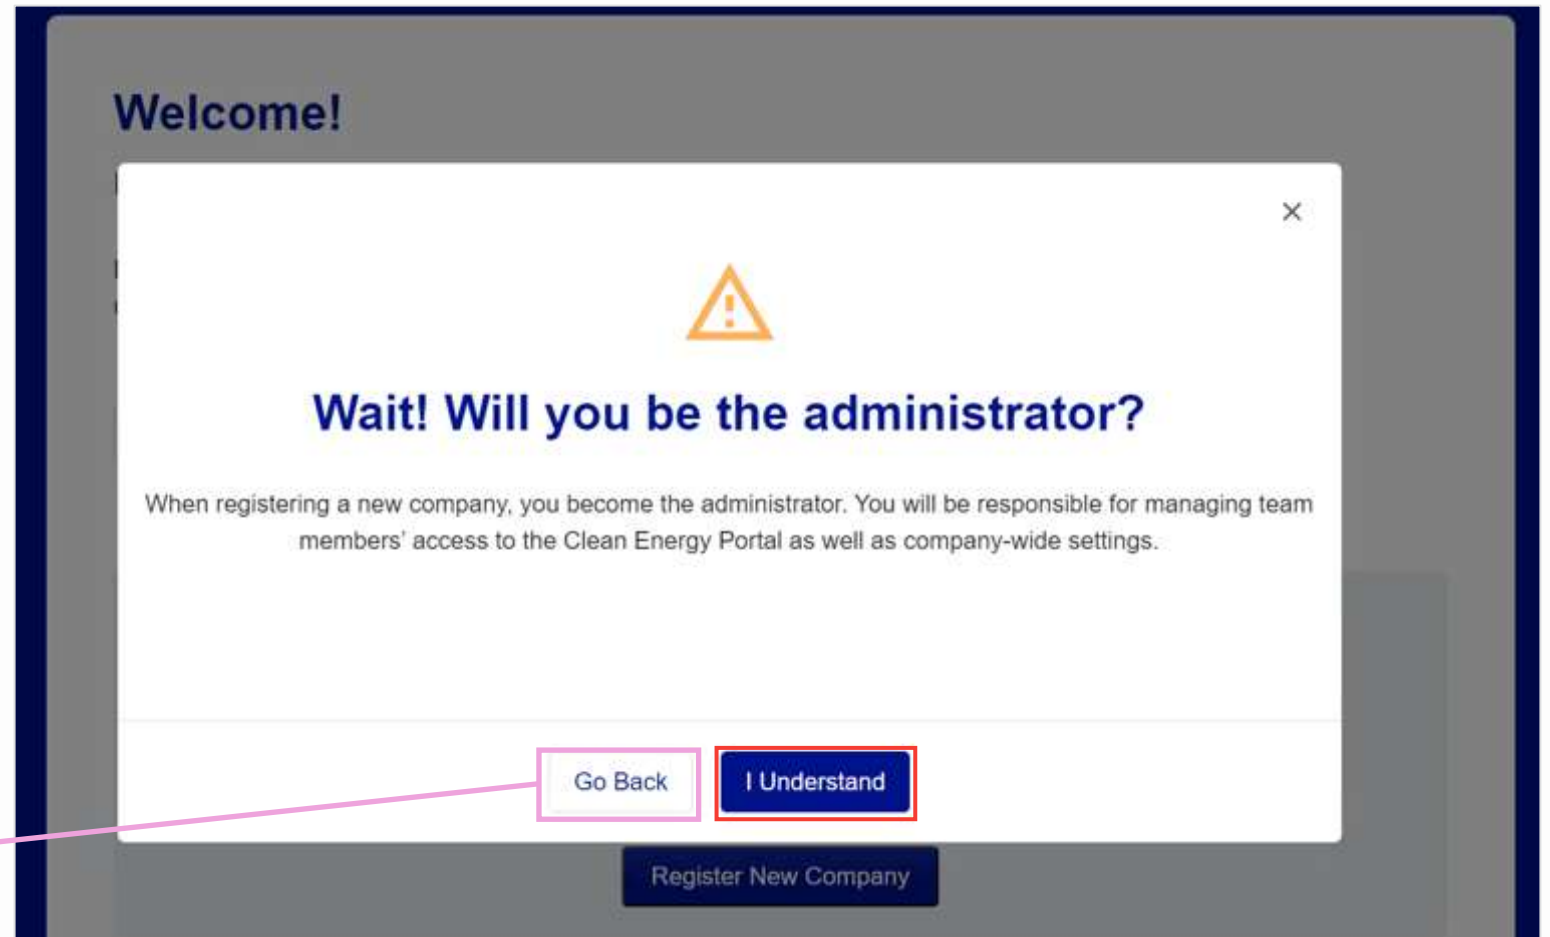 Welcome!
×
Wait! Will you be the administrator?
When registering a new company, you become the administrator. You will be responsible for managing team
members’ access to the Clean Energy Portal as well as company-wide settings.
Go Back
I Understand
Register New Company